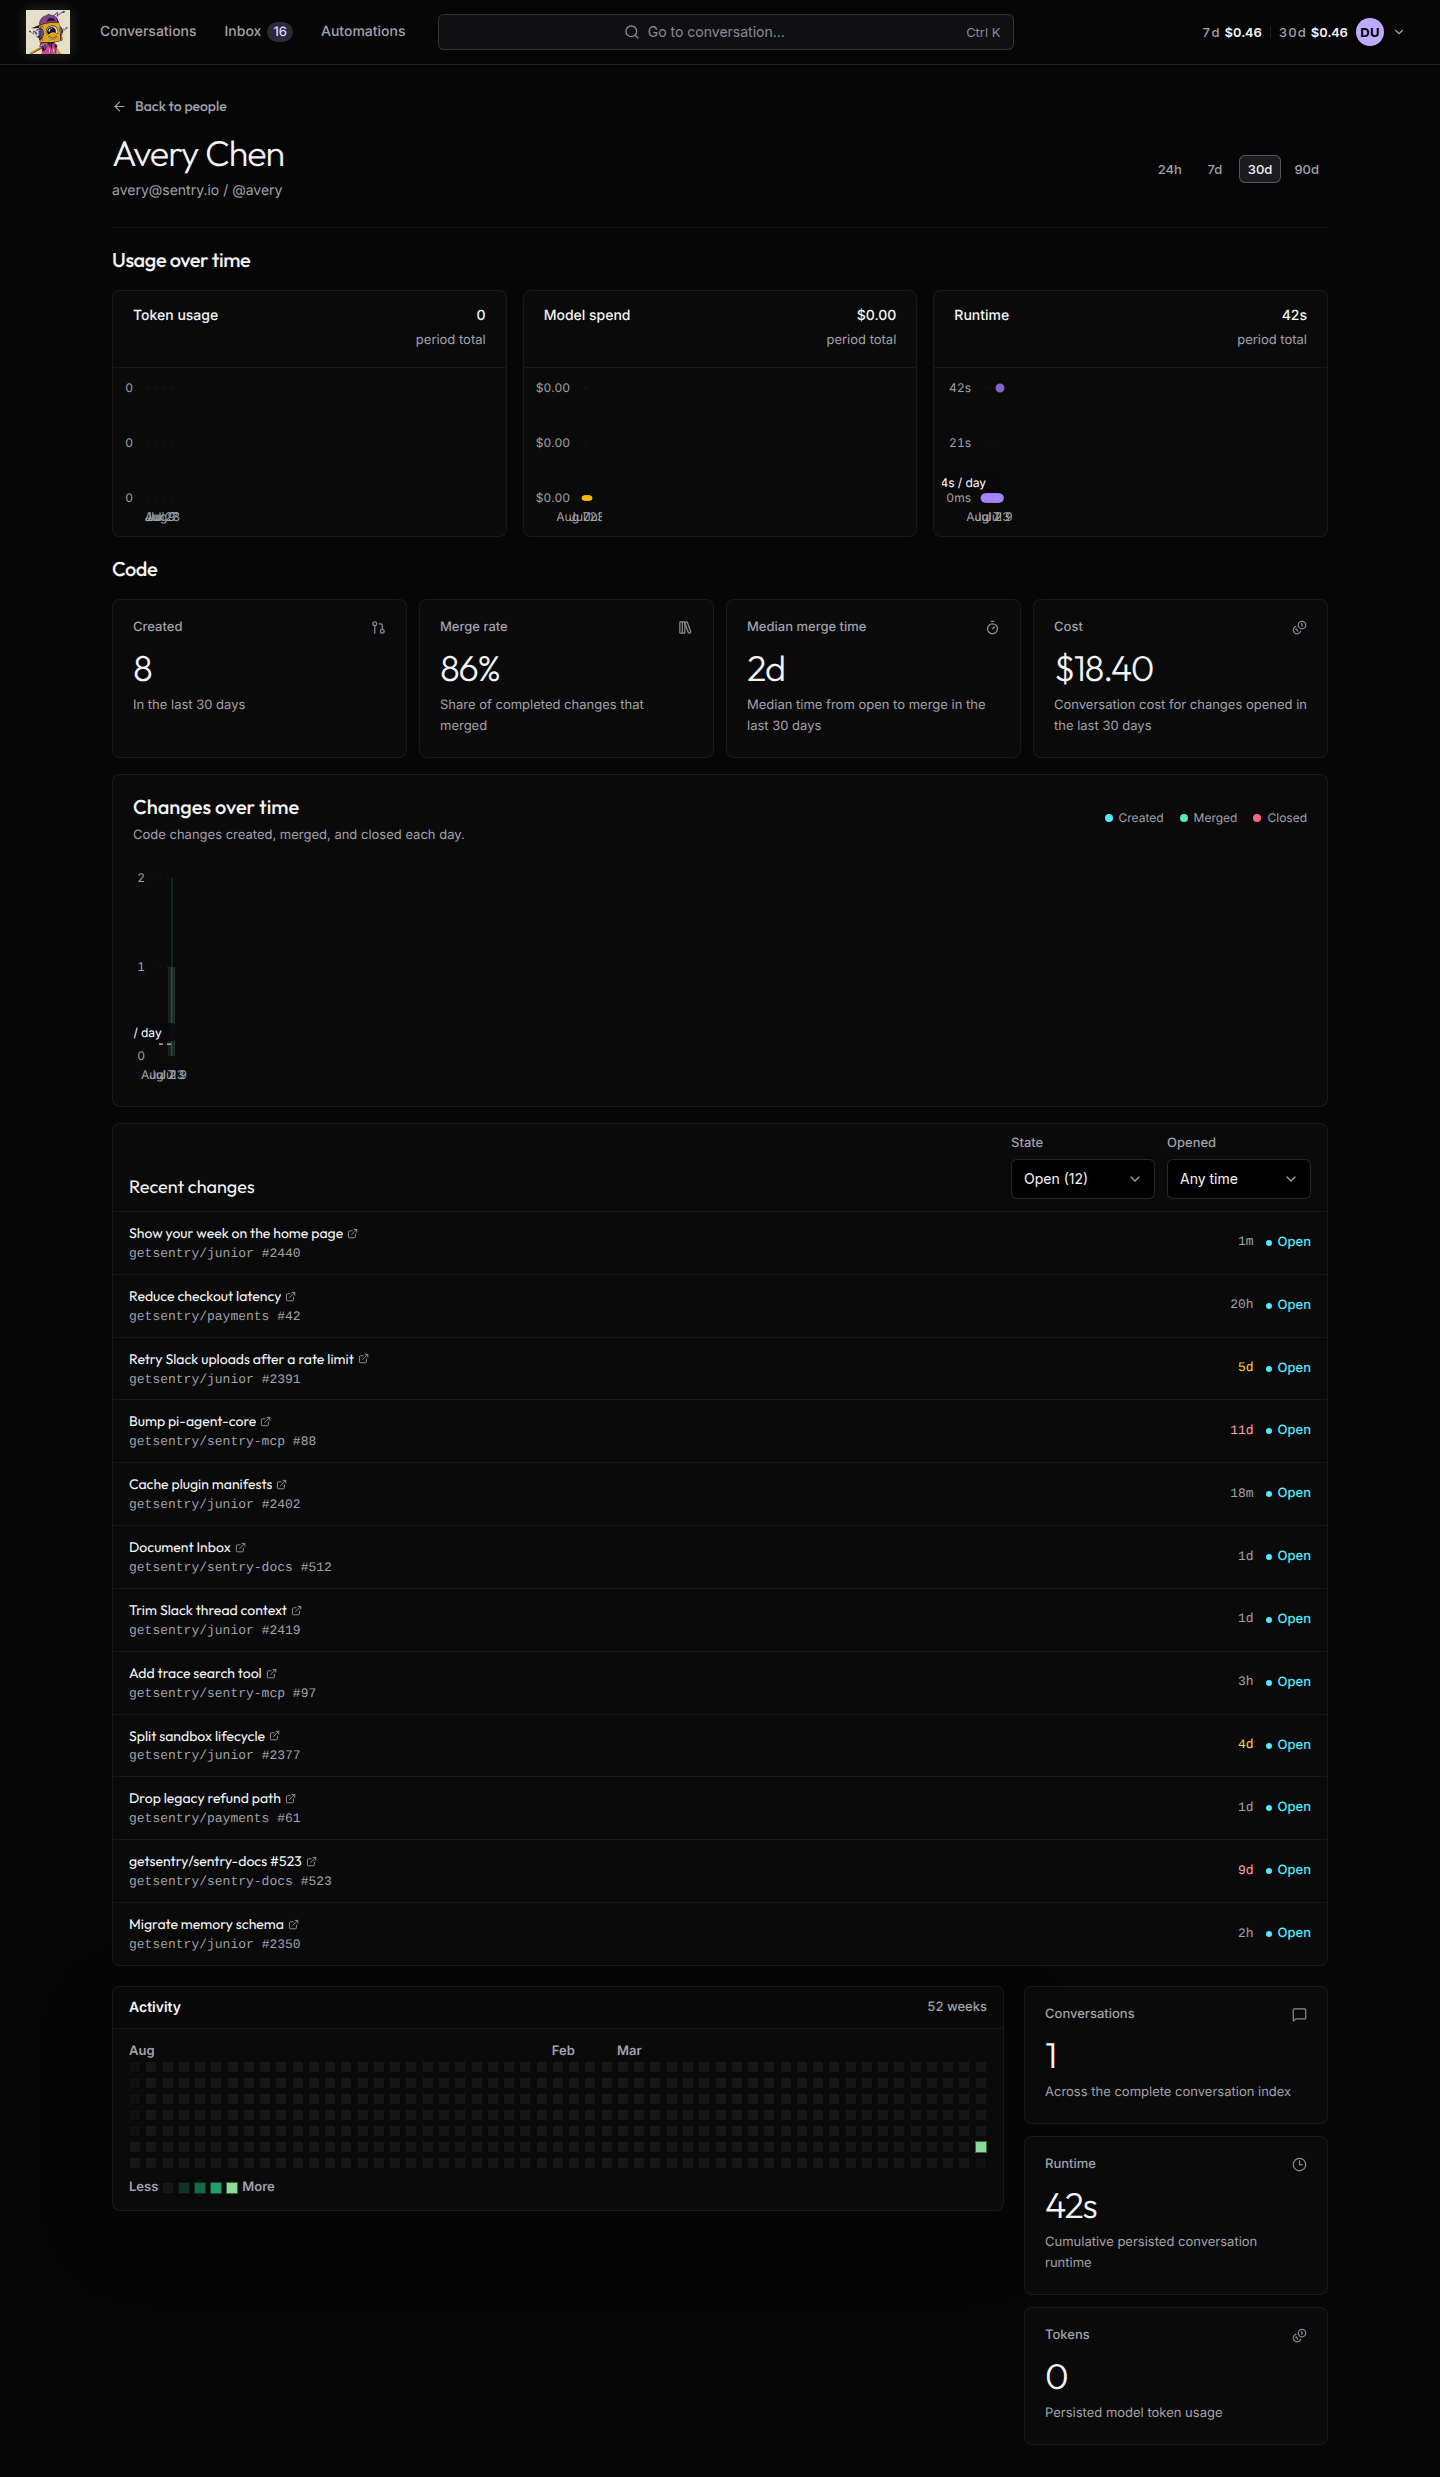 Conversations
Inbox 16
Automations
Go to conversation...
Ctrl K
7d $0.46
30d $0.46
DU
Back to people
Avery Chen
avery@sentry.io / @avery
24h
7d
30d
90d
Usage over time
Token usage
0
period total
0
0
0
Model spend
$0.00
period total
$0.00
$0.00
$0.00
Runtime
42s
period total
42s
21s
4s / day
0ms
Code
Created
8
In the last 30 days
Merge rate
86%
Share of completed changes that
merged
Median merge time
2d
Median time from open to merge in the
last 30 days
Cost
$18.40
Conversation cost for changes opened in
the last 30 days
Changes over time
Code changes created, merged, and closed each day.
Created
Merged
Closed
2
1
/ day
0
Recent changes
State
Open (12)
Opened
Any time
Show your week on the home page
getsentry/junior #2440
1m
Open
Reduce checkout latency
getsentry/payments #42
20h
Open
Retry Slack uploads after a rate limit
getsentry/junior #2391
5d
Open
Bump pi-agent-core
getsentry/sentry-mcp #88
11d
Open
Cache plugin manifests
getsentry/junior #2402
18m
Open
Document Inbox
getsentry/sentry-docs #512
1d
Open
Trim Slack thread context
getsentry/junior #2419
1d
Open
Add trace search tool
getsentry/sentry-mcp #97
3h
Open
Split sandbox lifecycle
getsentry/junior #2377
4d
Open
Drop legacy refund path
getsentry/payments #61
1d
Open
getsentry/sentry-docs #523
getsentry/sentry-docs #523
9d
Open
Migrate memory schema
getsentry/junior #2350
2h
Open
Activity
52 weeks
Aug
Feb
Mar
Less
More
Conversations
1
Across the complete conversation index
Runtime
42s
Cumulative persisted conversation
runtime
Tokens
0
Persisted model token usage